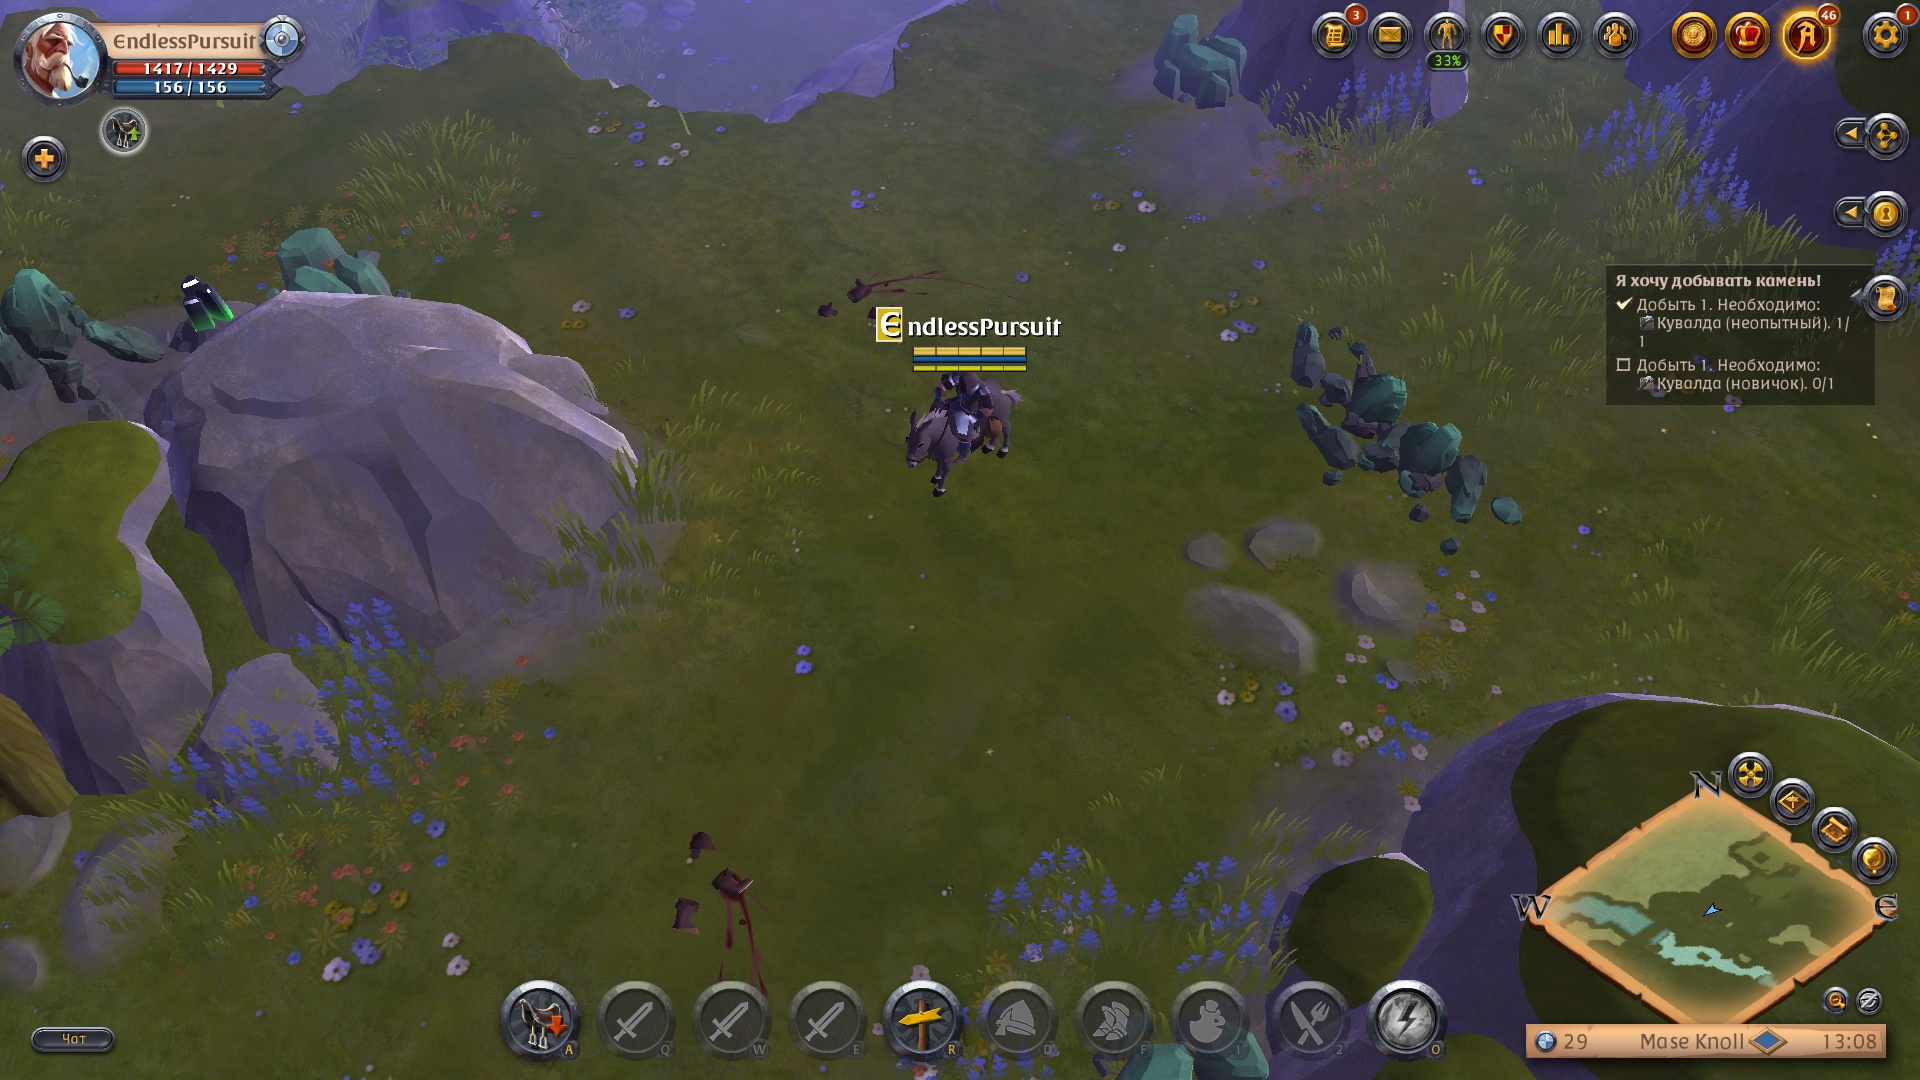 EndlessPursuit
1417/1429
156/156
3
33%
46
1
Я хочу добывать камень!
Добыть 1. Необходимо:
Кувалда (неопытный). 1/
1
Добыть 1. Необходимо:
Кувалда (новичок). 0/1
EndlessPursuit
N
W
E
A
Q
W
E
R
D
F
1
2
O
Чат
29
Mase Knoll
13:08